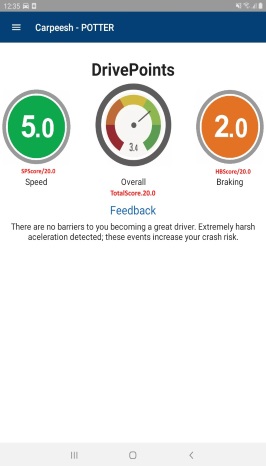 12:35
Carpeesh - POTTER
DrivePoints
5.0
3.4
2.0
SPScore/20.0
HBScore/20.0
Speed
Overall
Braking
TotalScore.20.0
Feedback
There are no barriers to you becoming a great driver. Extremely harsh
aceleration detected; these events increase your crash risk.